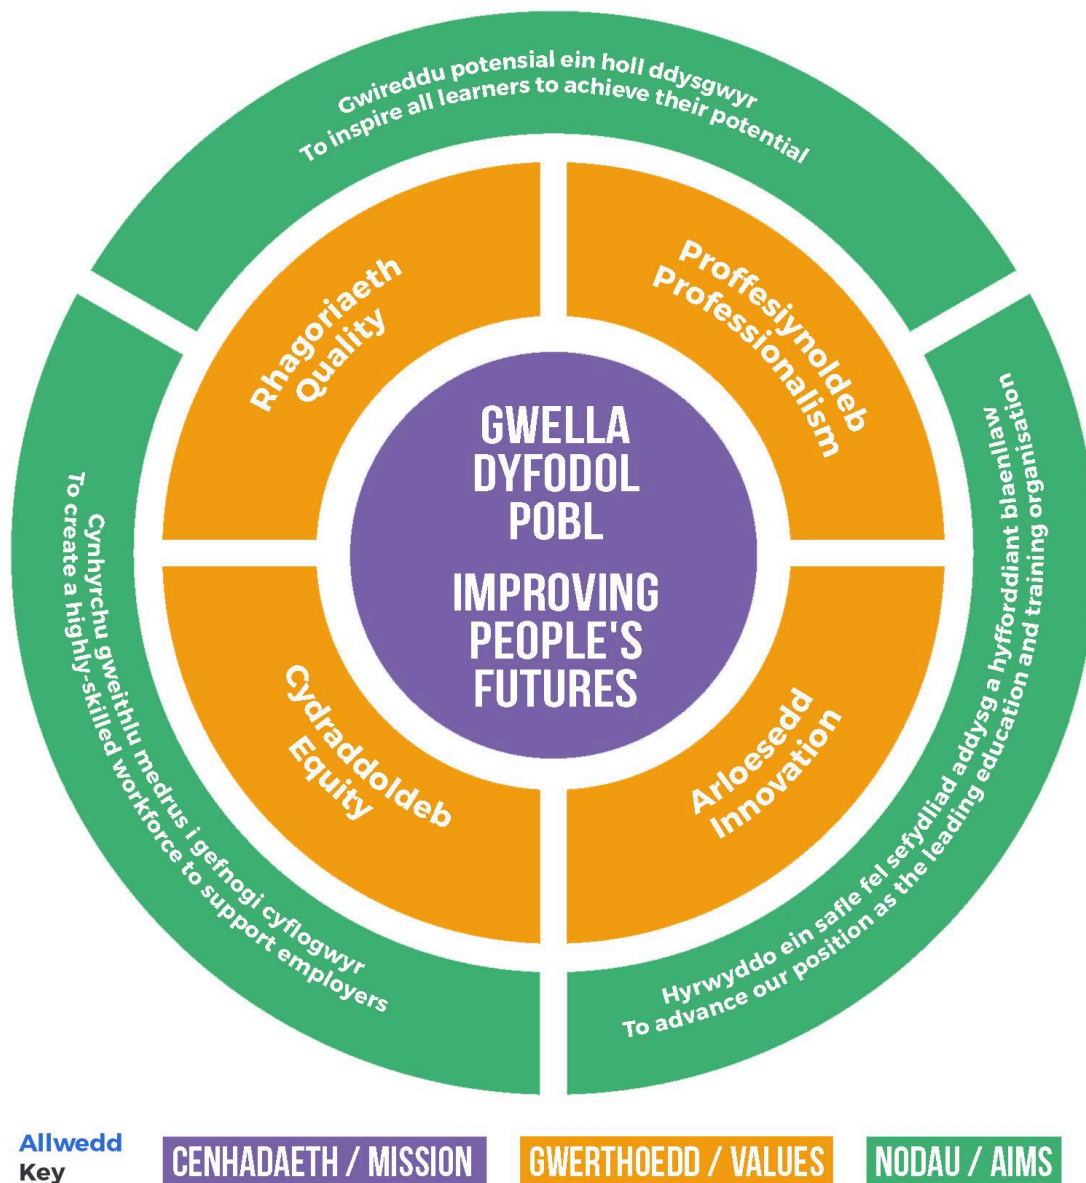 Gwireddu potensial ein holl ddysgwyr
To inspire all learners to achieve their potential
Rhagoriaeth
Quality
Proffesiynoldeb
Professionalism
GWELLA
DYFODOL
POBL
IMPROVING
PEOPLE'S
FUTURES
Cydraddoldeb
Equity
Arloesedd
Innovation
Cynhyrchu gweithlu medrus i gefnogi cyflogwyr
To create a highly-skilled workforce to support employers
Hyrwyddo ein safle fel sefydliad addysg a hyfforddiant blaenllaw
To advance our position as the leading education and training organisation
Allwedd
Key
CENHADAETH / MISSION
GWERTHOEDD / VALUES
NODAU / AIMS